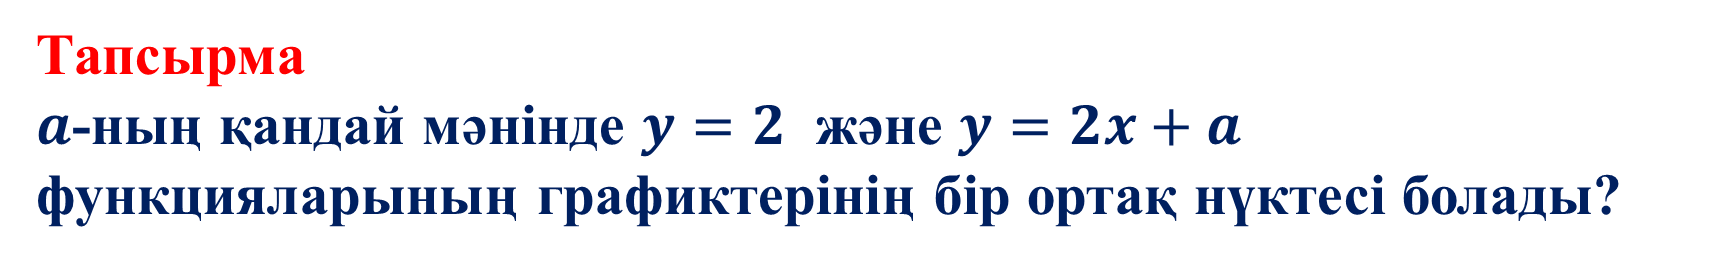 Тапсырма
a-ның қандай мәнінде y = 2 және y = 2x + a
функцияларының графиктерінің бір ортақ нүктесі болады?